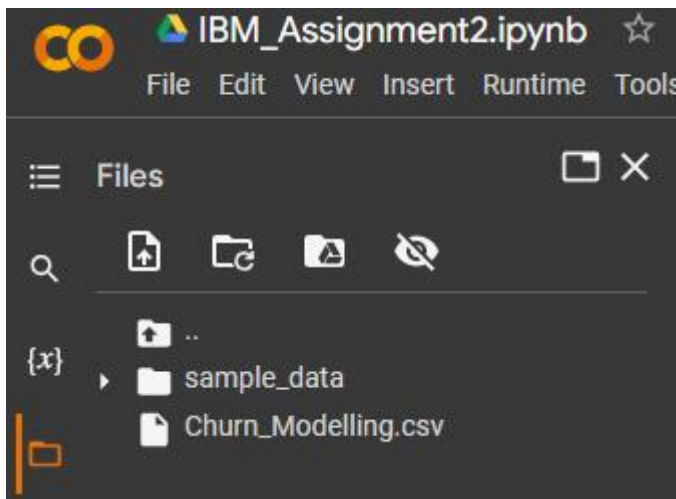 CO
IBM_Assignment2.ipynb
File Edit View Insert Runtime Tools
Files
..
{x}
sample_data
Churn_Modelling.csv